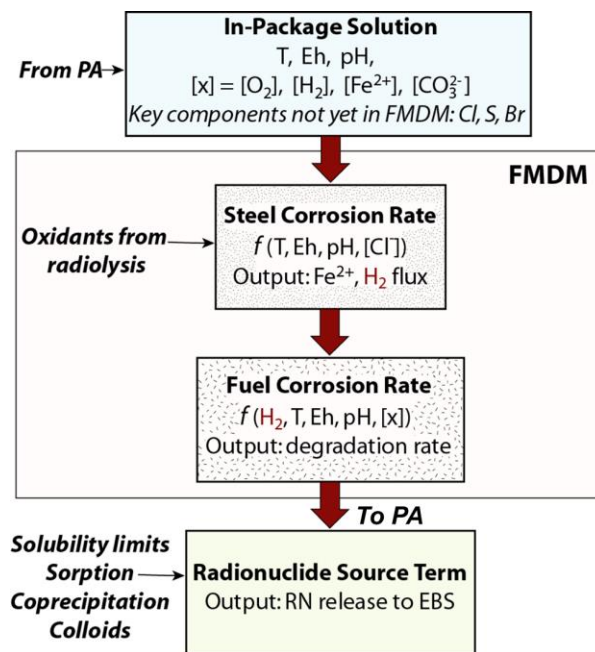 In-Package Solution
T, Eh, pH,
[x] = [O₂], [H₂], [Fe²⁺], [CO₃²⁻]
Key components not yet in FMDM: Cl, S, Br
From PA
FMDM
Steel Corrosion Rate
f (T, Eh, pH, [Cl⁻])
Output: Fe²⁺, H₂ flux
Oxidants from
radiolysis
Fuel Corrosion Rate
f (H₂, T, Eh, pH, [x])
Output: degradation rate
To PA
Solubility limits
Sorption
Coprecipitation
Colloids
Radionuclide Source Term
Output: RN release to EBS